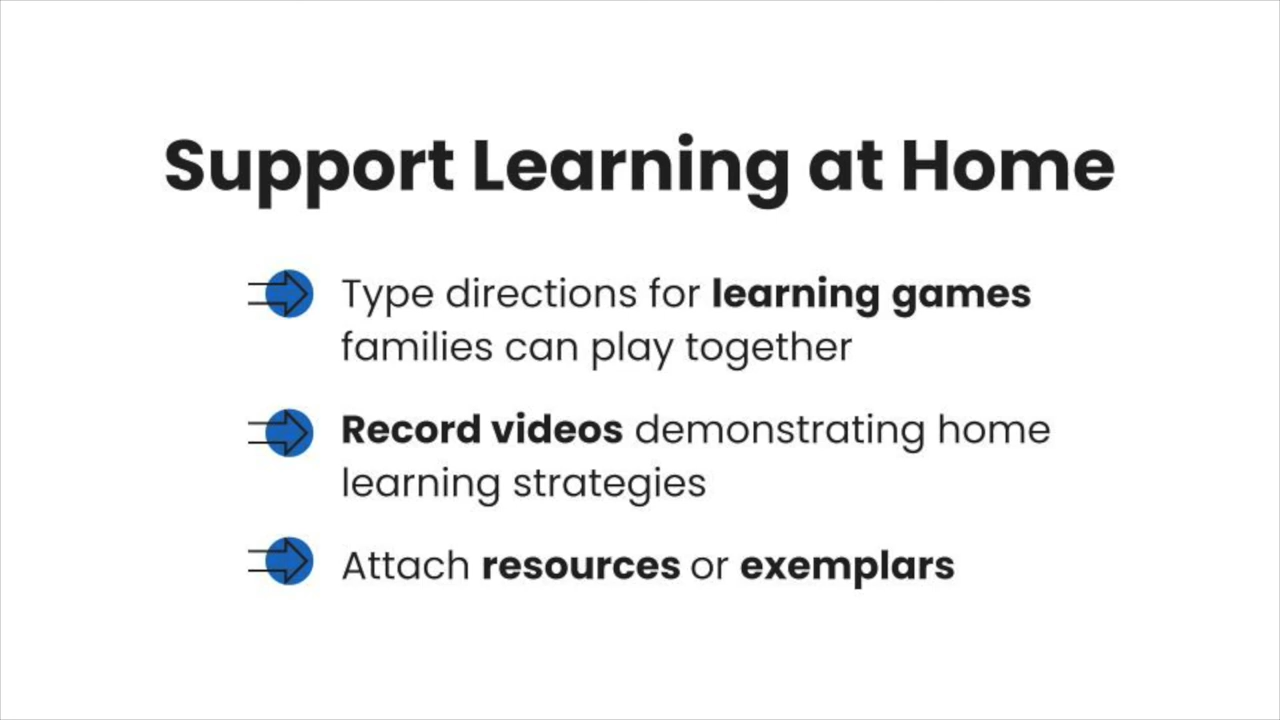 Support Learning at Home
Type directions for learning games
families can play together
Record videos demonstrating home
learning strategies
Attach resources or exemplars